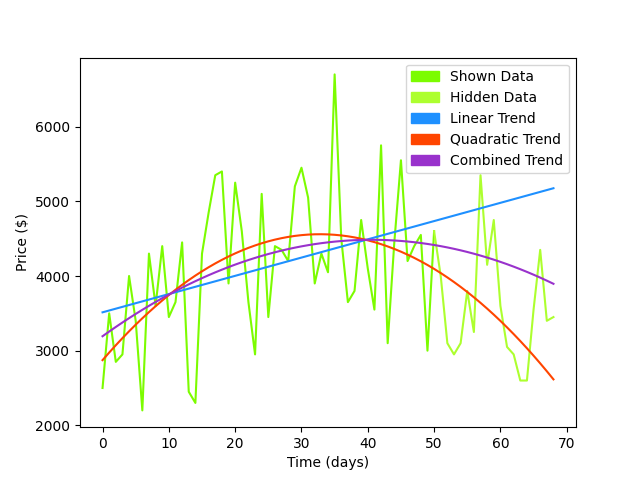 Shown Data
Hidden Data
Linear Trend
Quadratic Trend
Combined Trend
6000
5000
4000
3000
2000
Price ($)
0 10 20 30 40 50 60 70
Time (days)